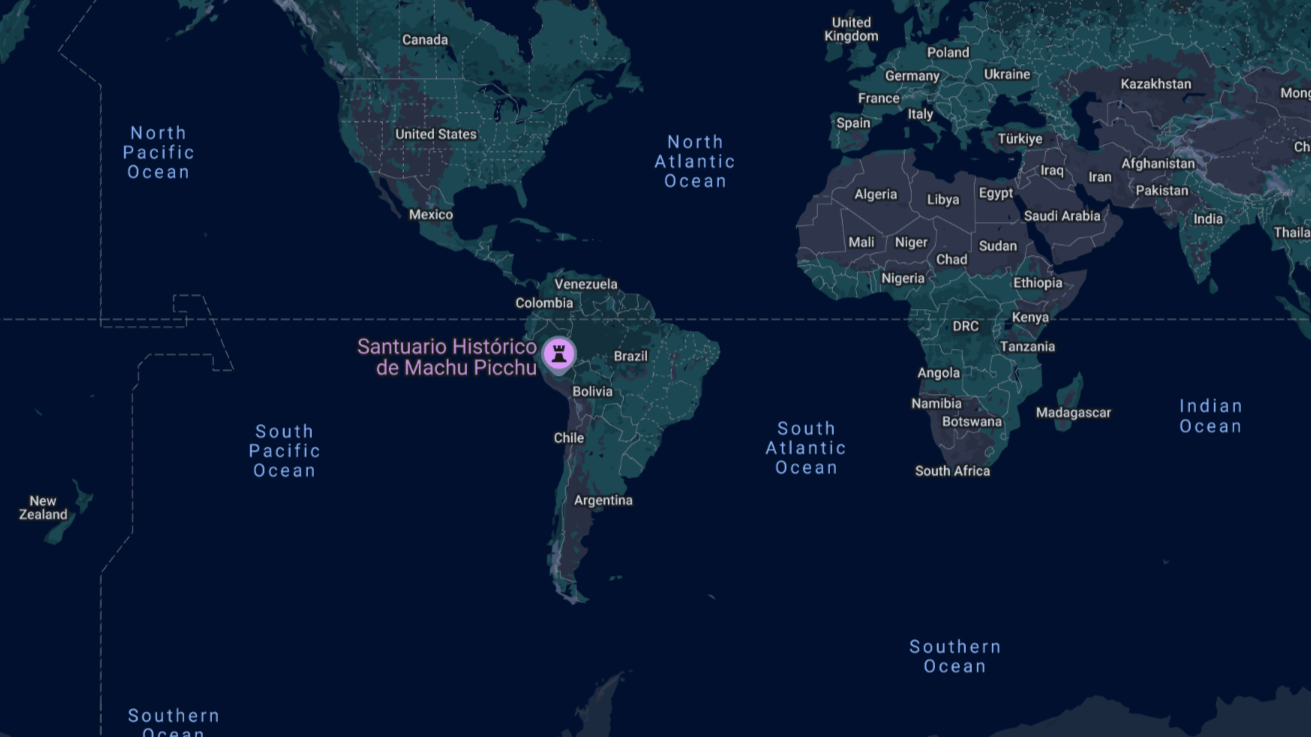 Canada
United
Kingdom
Poland
Germany
Ukraine
Kazakhstan
Mong
France
Italy
Spain
North
Pacific
Ocean
United States
North
Atlantic
Ocean
Türkiye
Ch
Afghanistan
Iraq
Iran
Pakistan
Algeria
Libya
Egypt
Mexico
Saudi Arabia
India
Thaila
Mali
Niger
Sudan
Chad
Nigeria
Ethiopia
Venezuela
Colombia
Kenya
DRC
Tanzania
Santuario Histórico
de Machu Picchu
Brazil
Angola
Bolivia
Namibia
Botswana
Madagascar
Indian
Ocean
Chile
South
Pacific
Ocean
South
Atlantic
Ocean
South Africa
New
Zealand
Argentina
Southern
Ocean
Southern
Ocean